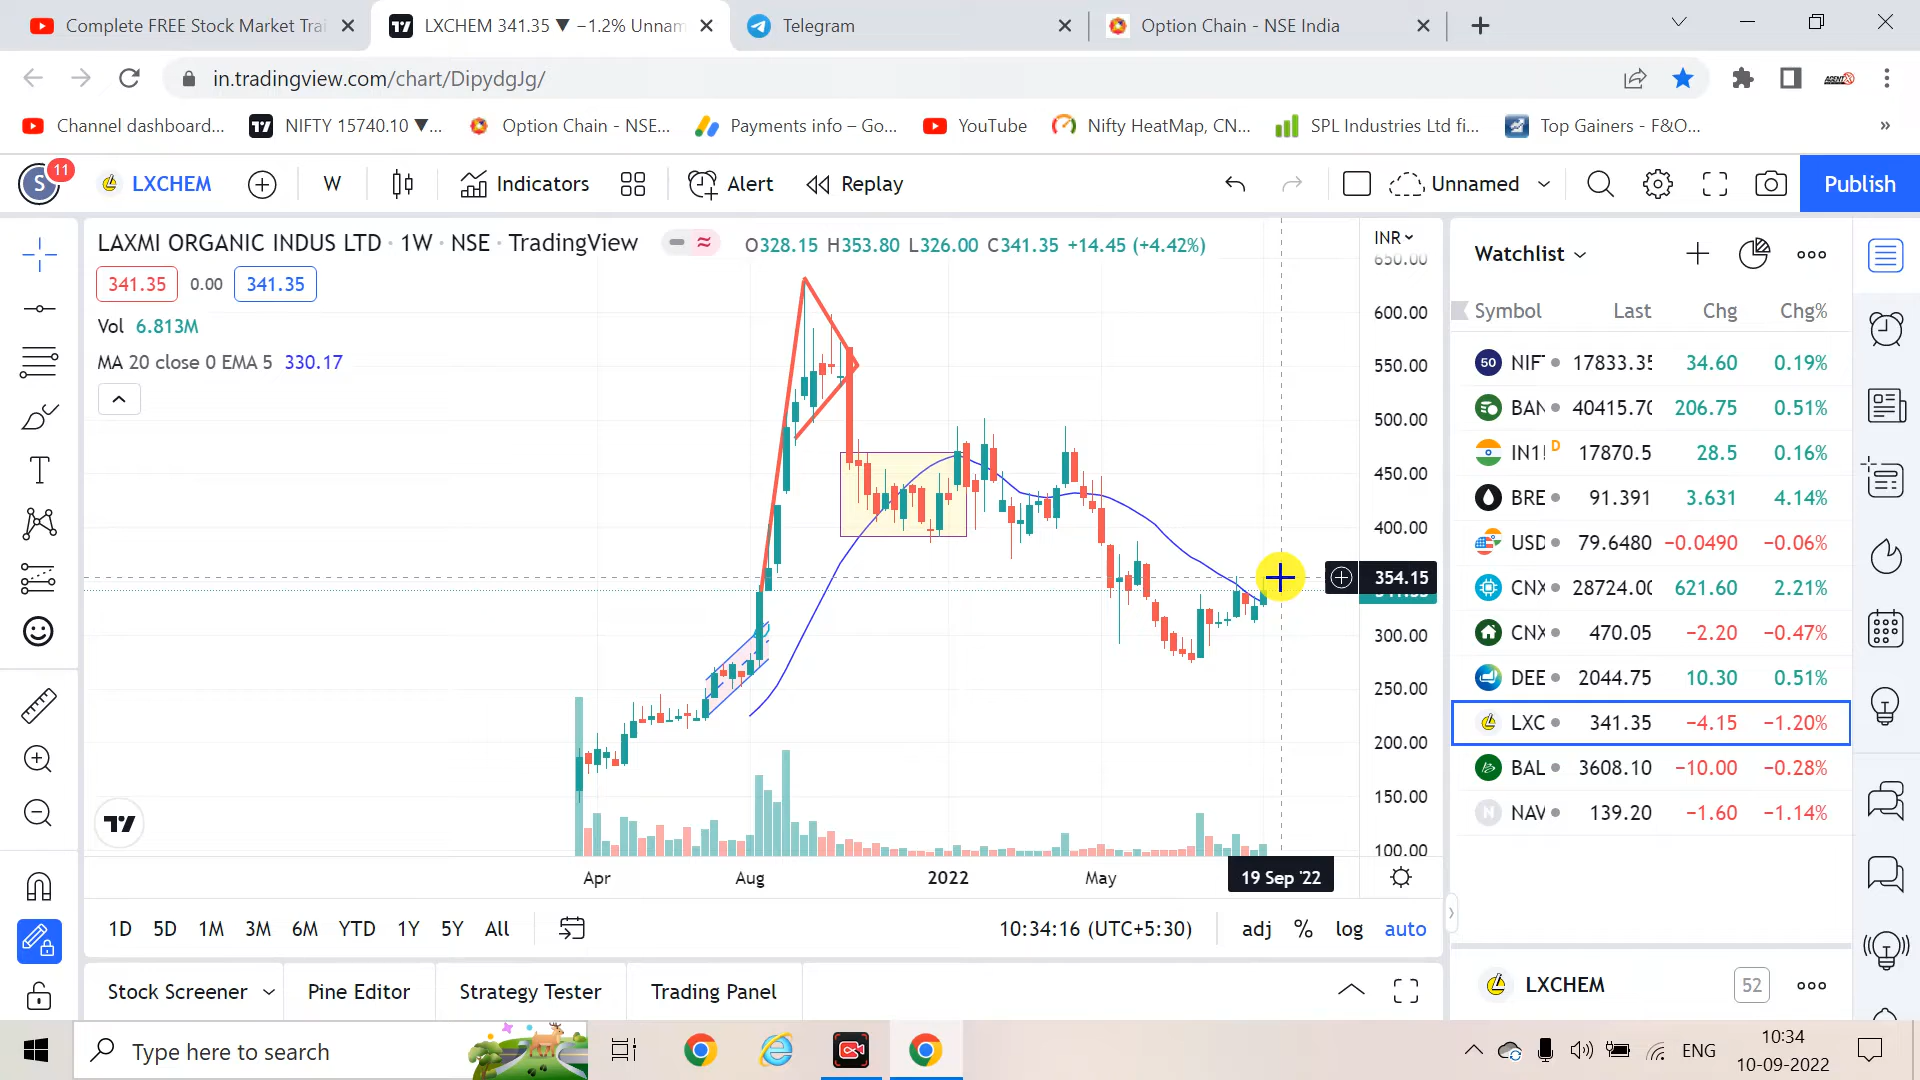 Complete FREE Stock Market Trai
LXCHEM 341.35 ▼ −1.2% Unnam
Telegram
Option Chain - NSE India
in.tradingview.com/chart/DipydgJg/
Channel dashboard...
NIFTY 15740.10 ▼...
Option Chain - NSE...
Payments info – Go...
YouTube
Nifty HeatMap, CN...
SPL Industries Ltd fi...
Top Gainers - F&O...
S 11
LXCHEM
W
Indicators
Alert
Replay
Unnamed
Publish
LAXMI ORGANIC INDUS LTD · 1W · NSE · TradingView
O328.15 H353.80 L326.00 C341.35 +14.45 (+4.42%)
341.35 0.00 341.35
Vol 6.813M
MA 20 close 0 EMA 5 330.17
INR
650.00
600.00
550.00
500.00
450.00
400.00
354.15
300.00
250.00
200.00
150.00
100.00
Apr Aug 2022 May 19 Sep '22
1D 5D 1M 3M 6M YTD 1Y 5Y All
10:34:16 (UTC+5:30)
adj % log auto
Stock Screener
Pine Editor
Strategy Tester
Trading Panel
Watchlist
Symbol Last Chg Chg%
50 NIF 17833.35 34.60 0.19%
BAN 40415.70 206.75 0.51%
IN1! D 17870.5 28.5 0.16%
BRE 91.391 3.631 4.14%
USD 79.6480 −0.0490 −0.06%
CNX 28724.00 621.60 2.21%
CNX 470.05 −2.20 −0.47%
DEE 2044.75 10.30 0.51%
LXC 341.35 −4.15 −1.20%
BAL 3608.10 −10.00 −0.28%
N NAV 139.20 −1.60 −1.14%
LXCHEM 52
Type here to search
ENG
10:34
10-09-2022